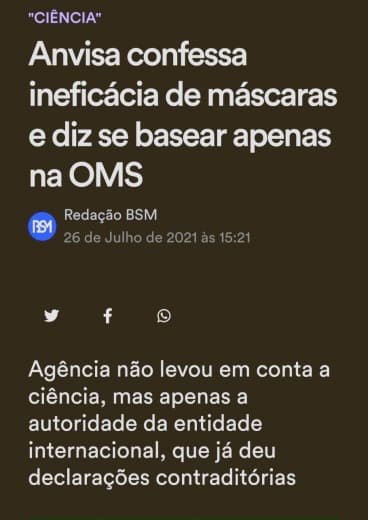 "CIÊNCIA"
Anvisa confessa
ineficácia de máscaras
e diz se basear apenas
na OMS
BSM
Redação BSM
26 de Julho de 2021 às 15:21
Agência não levou em conta a
ciência, mas apenas a
autoridade da entidade
internacional, que já deu
declarações contraditórias